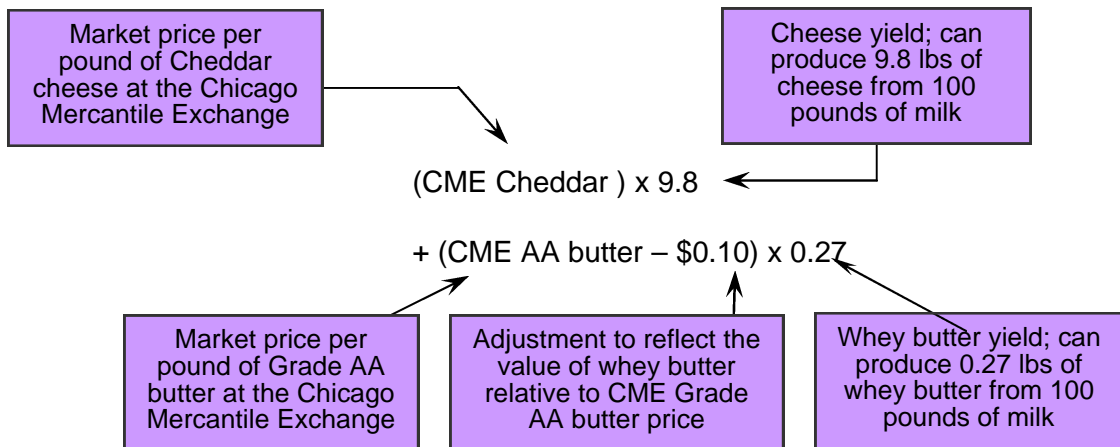 Market price per
pound of Cheddar
cheese at the Chicago
Mercantile Exchange
Cheese yield; can
produce 9.8 lbs of
cheese from 100
pounds of milk
(CME Cheddar ) x 9.8
+ (CME AA butter – $0.10) x 0.27
Market price per
pound of Grade AA
butter at the Chicago
Mercantile Exchange
Adjustment to reflect the
value of whey butter
relative to CME Grade
AA butter price
Whey butter yield; can
produce 0.27 lbs of
whey butter from 100
pounds of milk